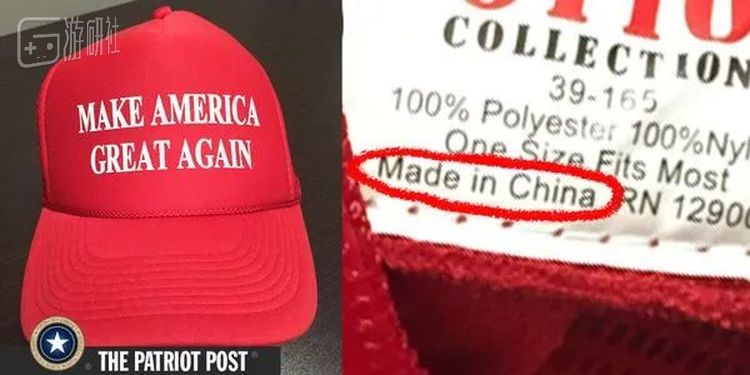 游研社
MAKE AMERICA
GREAT AGAIN
THE PATRIOT POST
COLLECTION
39-165
100% Polyester 100%Nyl
One Size Fits Most
Made in China RN 1290